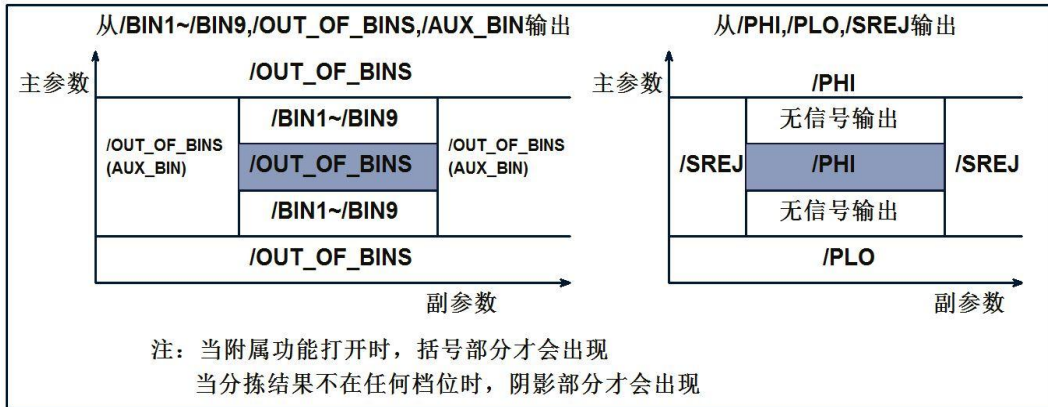 从/BIN1~/BIN9,/OUT_OF_BINS,/AUX_BIN输出
主参数
/OUT_OF_BINS
/BIN1~/BIN9
/OUT_OF_BINS
(AUX_BIN)
/OUT_OF_BINS
/OUT_OF_BINS
(AUX_BIN)
/BIN1~/BIN9
/OUT_OF_BINS
副参数
从/PHI,/PLO,/SREJ输出
主参数
/PHI
无信号输出
/SREJ
/PHI
/SREJ
无信号输出
/PLO
副参数
注：当附属功能打开时，括号部分才会出现
当分拣结果不在任何档位时，阴影部分才会出现